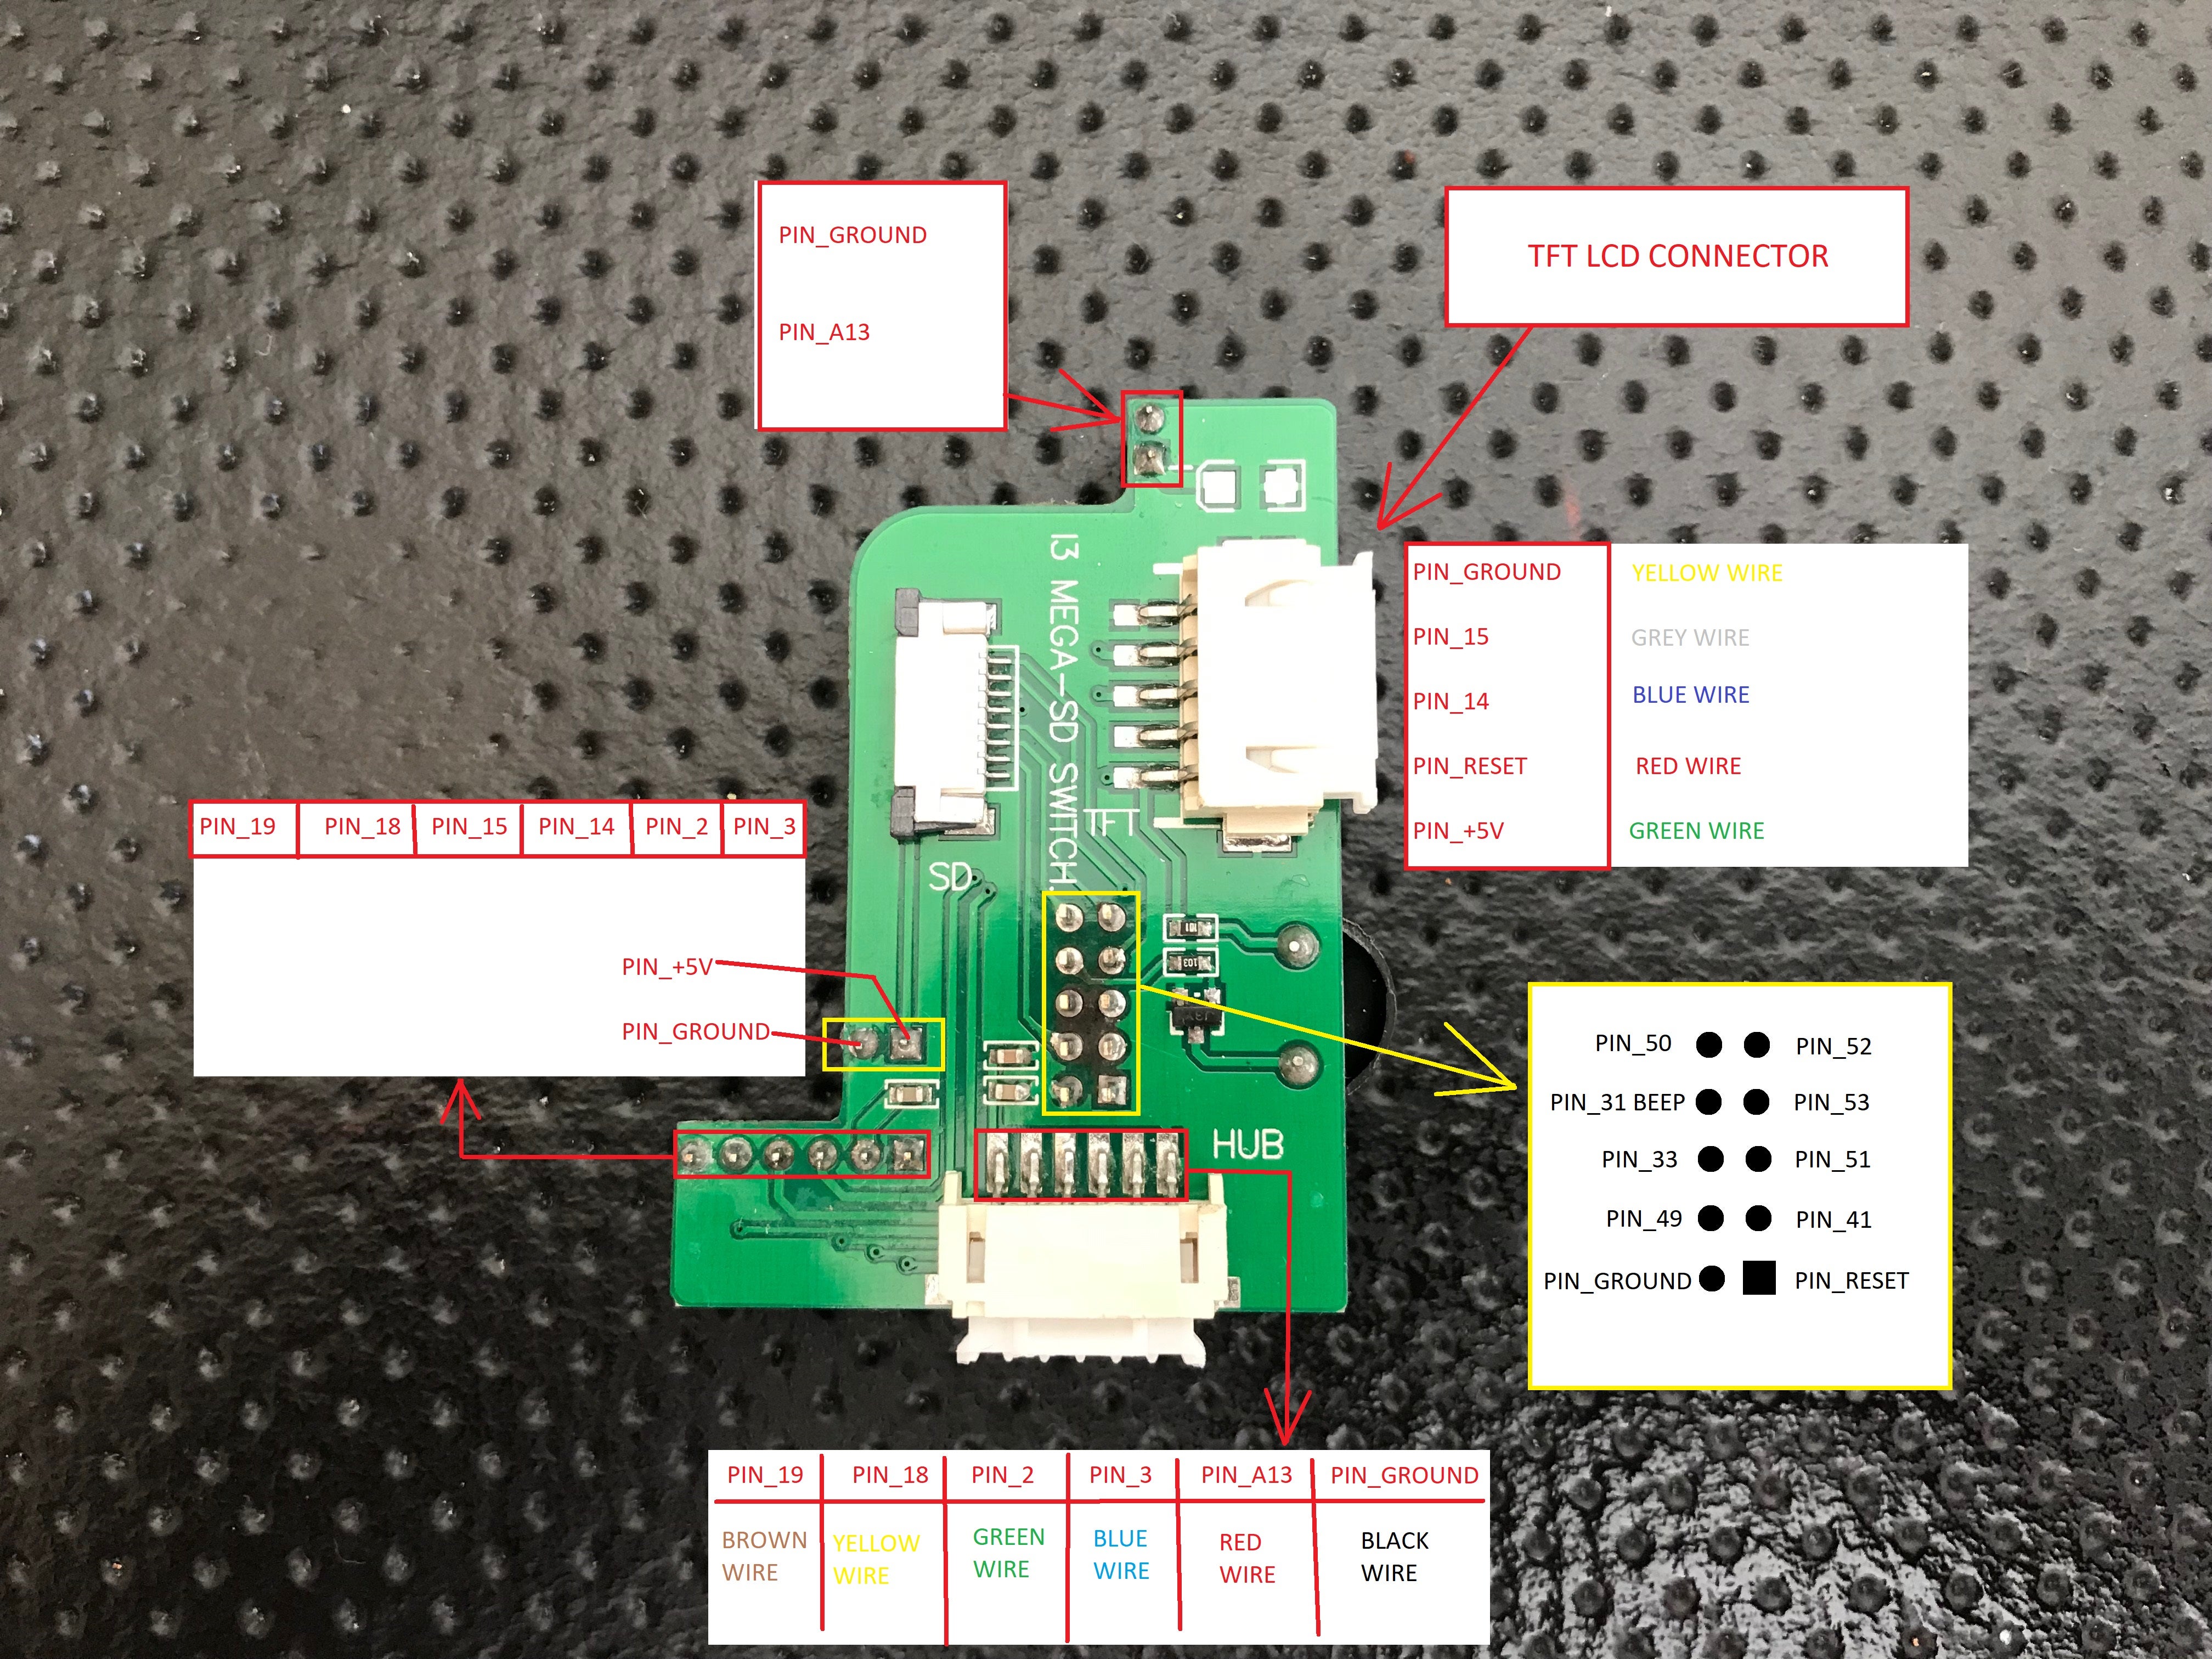 PIN_GROUND
PIN_A13
TFT LCD CONNECTOR
PIN_GROUND YELLOW WIRE
PIN_15 GREY WIRE
PIN_14 BLUE WIRE
PIN_RESET RED WIRE
PIN_+5V GREEN WIRE
I3 MEGA-SD SWITCH.
TFT
SD
HUB
101
103
PIN_19 PIN_18 PIN_15 PIN_14 PIN_2 PIN_3
PIN_+5V
PIN_GROUND
PIN_50 PIN_52
PIN_31 BEEP PIN_53
PIN_33 PIN_51
PIN_49 PIN_41
PIN_GROUND PIN_RESET
PIN_19 PIN_18 PIN_2 PIN_3 PIN_A13 PIN_GROUND
BROWN WIRE
YELLOW WIRE
GREEN WIRE
BLUE WIRE
RED WIRE
BLACK WIRE